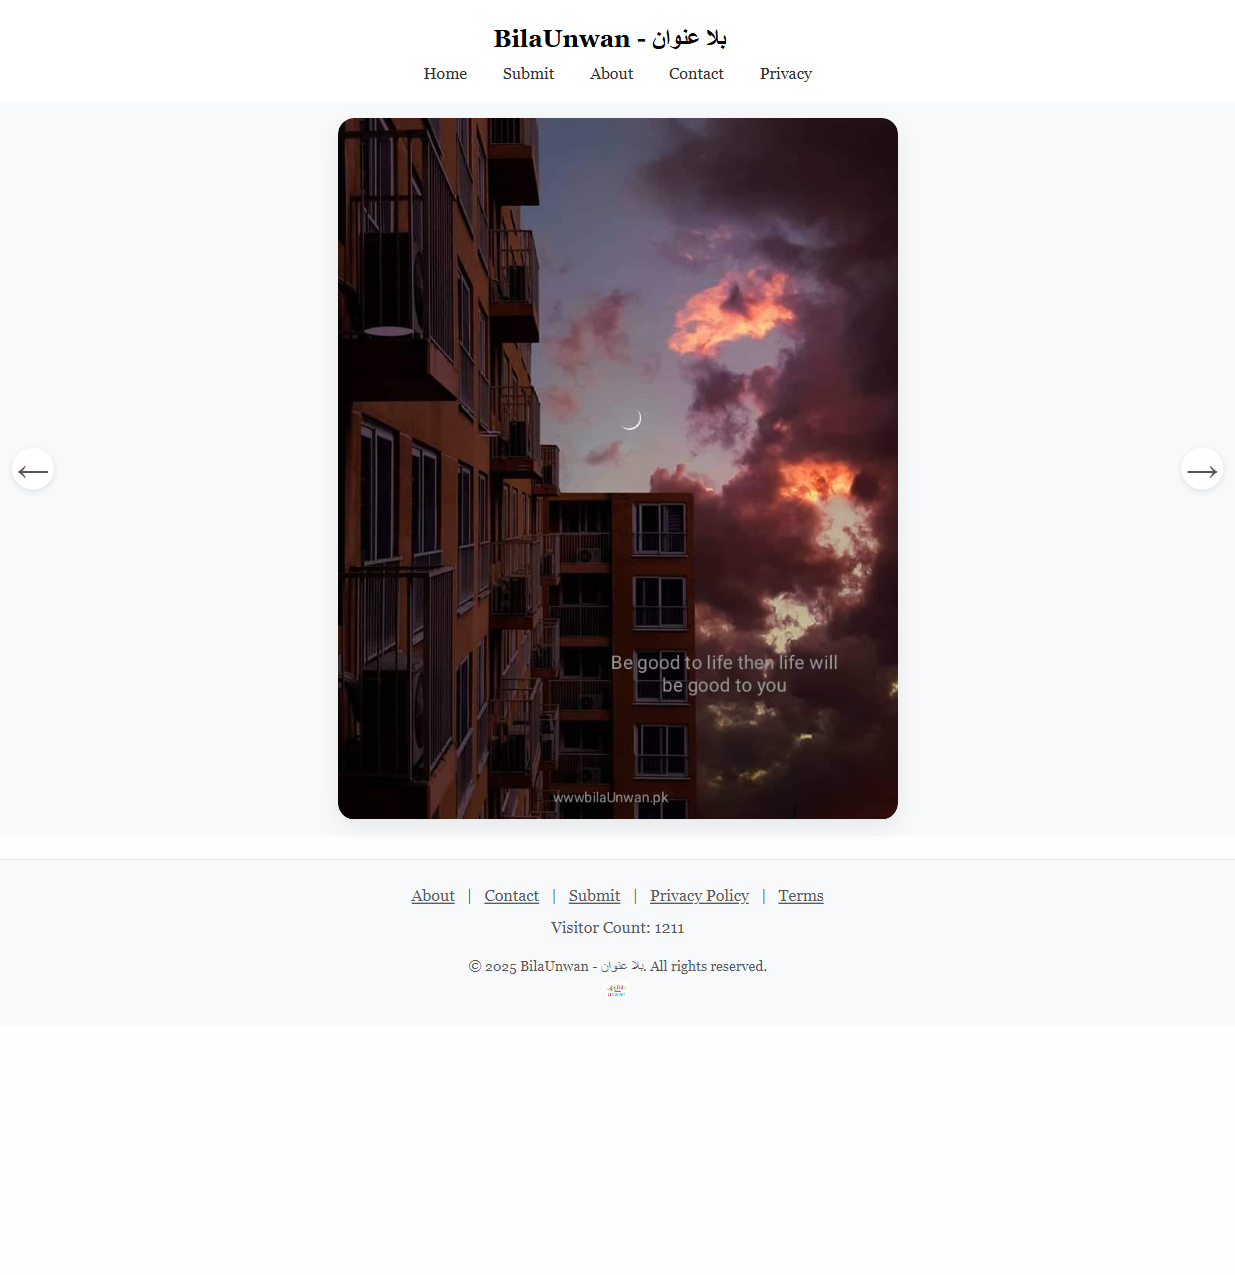 BilaUnwan - بلا عنوان
Home Submit About Contact Privacy
←
→
Be good to life then life will
be good to you
wwwbilaUnwan.pk
About | Contact | Submit | Privacy Policy | Terms
Visitor Count: 1211
© 2025 BilaUnwan - بلا عنوان. All rights reserved.